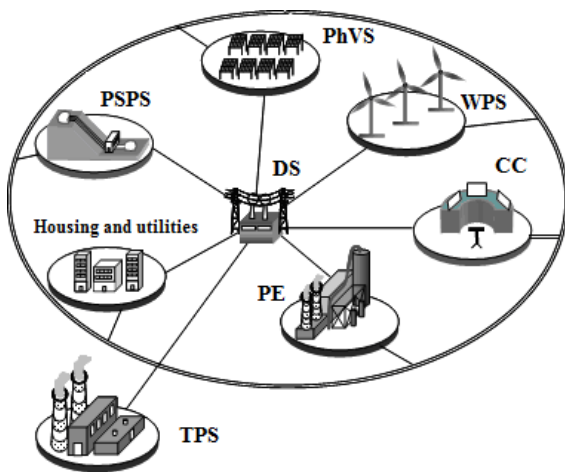 PhVS
PSPS
WPS
DS
CC
Housing and utilities
PE
TPS